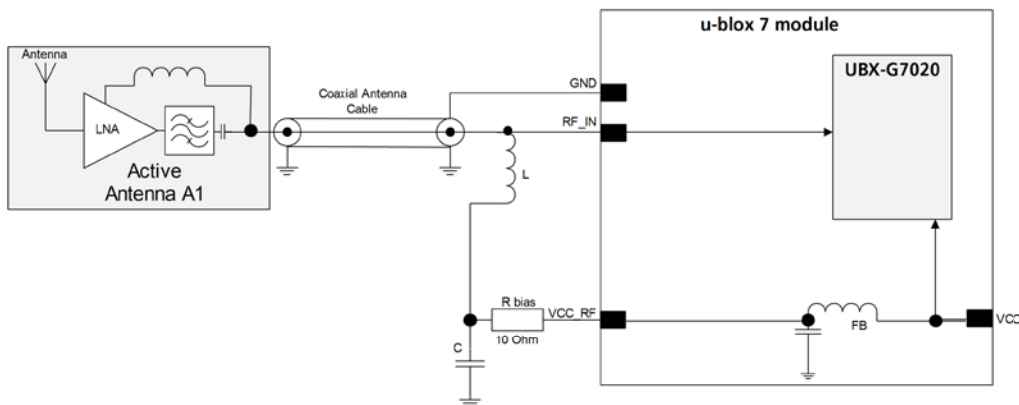 u-blox 7 module
Antenna
UBX-G7020
GND
Coaxial Antenna
Cable
LNA
RF_IN
Active
Antenna A1
L
R bias
VCC_RF
10 Ohm
C
FB
VCC